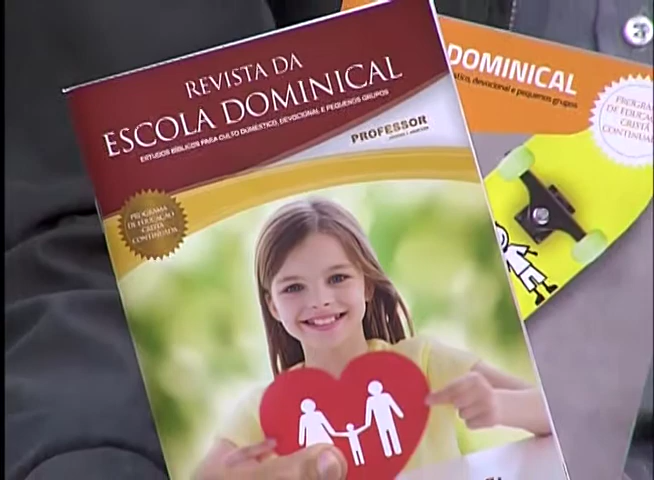 REVISTA DA
ESCOLA DOMINICAL
ESTUDOS BÍBLICOS PARA CULTO DOMÉSTICO, DEVOCIONAL E PEQUENOS GRUPOS
PROFESSOR
PROGRAMA
DE EDUCAÇÃO
CRISTÃ
CONTINUADA
DOMINICAL
devocional e pequenos grupos
PROGRAMA
DE EDUCAÇÃO
CRISTÃ
CONTINUADA